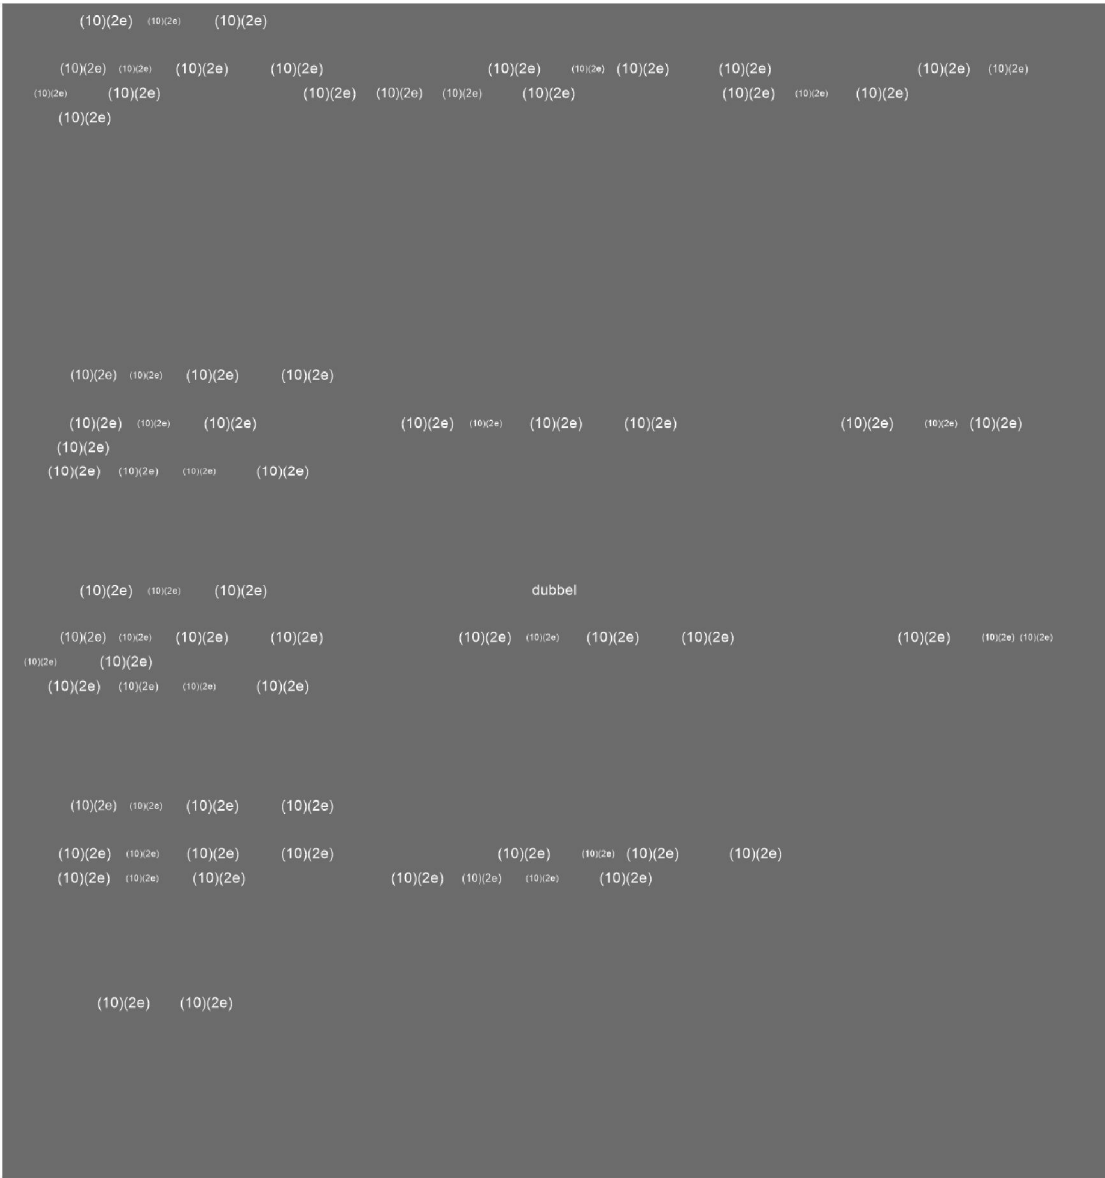 (10)(2e) (10)(2e) (10)(2e)
(10)(2e) (10)(2e) (10)(2e) (10)(2e) (10)(2e) (10)(2e) (10)(2e) (10)(2e) (10)(2e) (10)(2e)
(10)(2e) (10)(2e) (10)(2e) (10)(2e) (10)(2e) (10)(2e) (10)(2e) (10)(2e) (10)(2e)
(10)(2e)
(10)(2e) (10)(2e) (10)(2e) (10)(2e)
(10)(2e) (10)(2e) (10)(2e) (10)(2e) (10)(2e) (10)(2e) (10)(2e) (10)(2e) (10)(2e) (10)(2e)
(10)(2e)
(10)(2e) (10)(2e) (10)(2e) (10)(2e)
(10)(2e) (10)(2e) (10)(2e) dubbel
(10)(2e) (10)(2e) (10)(2e) (10)(2e) (10)(2e) (10)(2e) (10)(2e) (10)(2e) (10)(2e) (10)(2e) (10)(2e)
(10)(2e) (10)(2e)
(10)(2e) (10)(2e) (10)(2e) (10)(2e)
(10)(2e) (10)(2e) (10)(2e) (10)(2e)
(10)(2e) (10)(2e) (10)(2e) (10)(2e) (10)(2e) (10)(2e) (10)(2e) (10)(2e)
(10)(2e) (10)(2e) (10)(2e) (10)(2e) (10)(2e) (10)(2e) (10)(2e)
(10)(2e) (10)(2e)